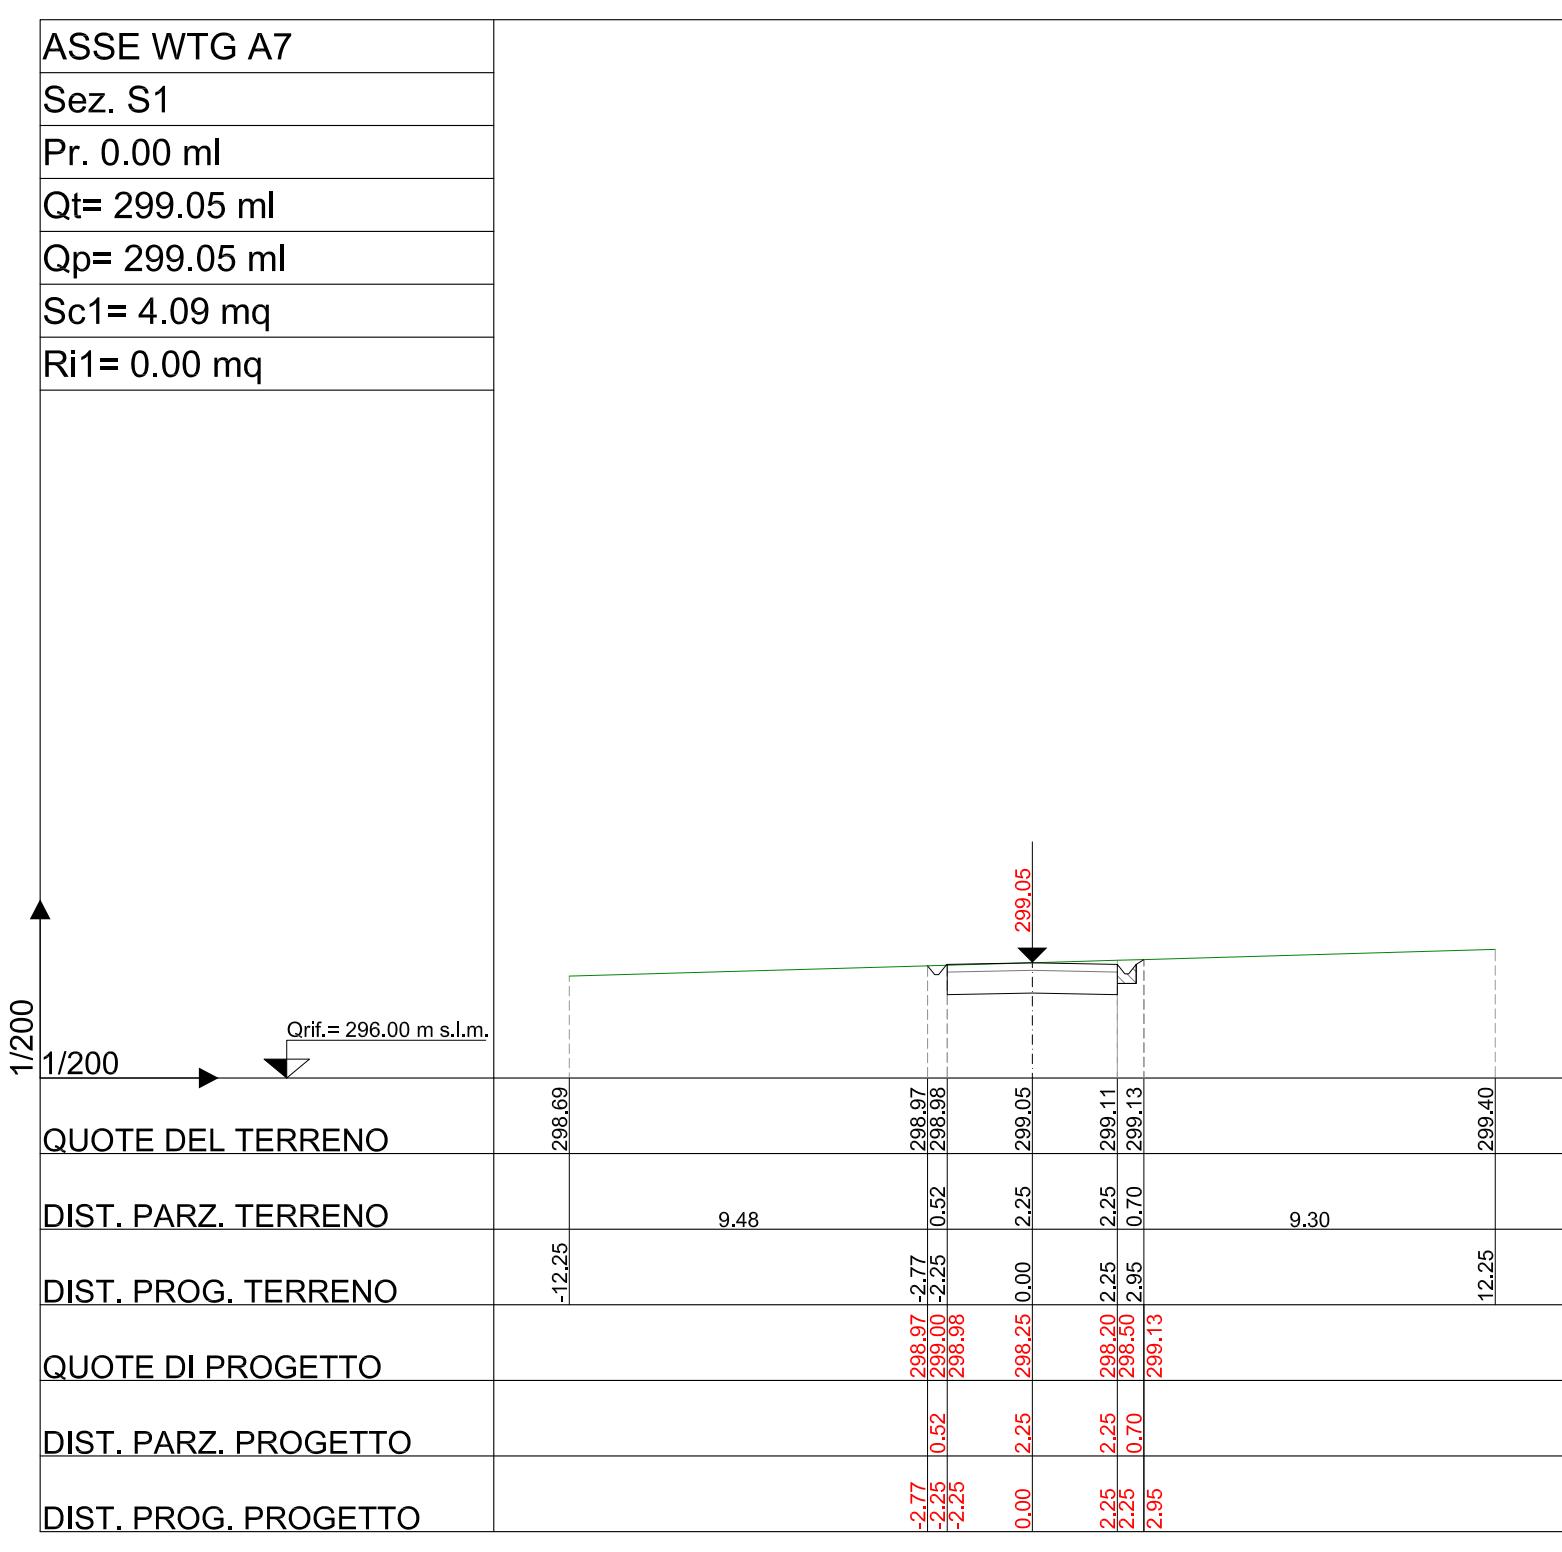 ASSE WTG A7
Sez. S1
Pr. 0.00 ml
Qt= 299.05 ml
Qp= 299.05 ml
Sc1= 4.09 mq
Ri1= 0.00 mq
299.05
1/200
Qrif.= 296.00 m s.l.m.
1/200
QUOTE DEL TERRENO 298.69 298.97 298.98 299.05 299.11 299.13 299.40
DIST. PARZ. TERRENO 9.48 0.52 2.25 2.25 0.70 9.30
DIST. PROG. TERRENO -12.25 -2.77 -2.25 0.00 2.25 2.95 12.25
QUOTE DI PROGETTO 298.97 299.00 298.98 298.25 298.20 298.50 299.13
DIST. PARZ. PROGETTO 0.52 2.25 2.25 0.70
DIST. PROG. PROGETTO -2.77 -2.25 -2.25 0.00 2.25 2.25 2.95